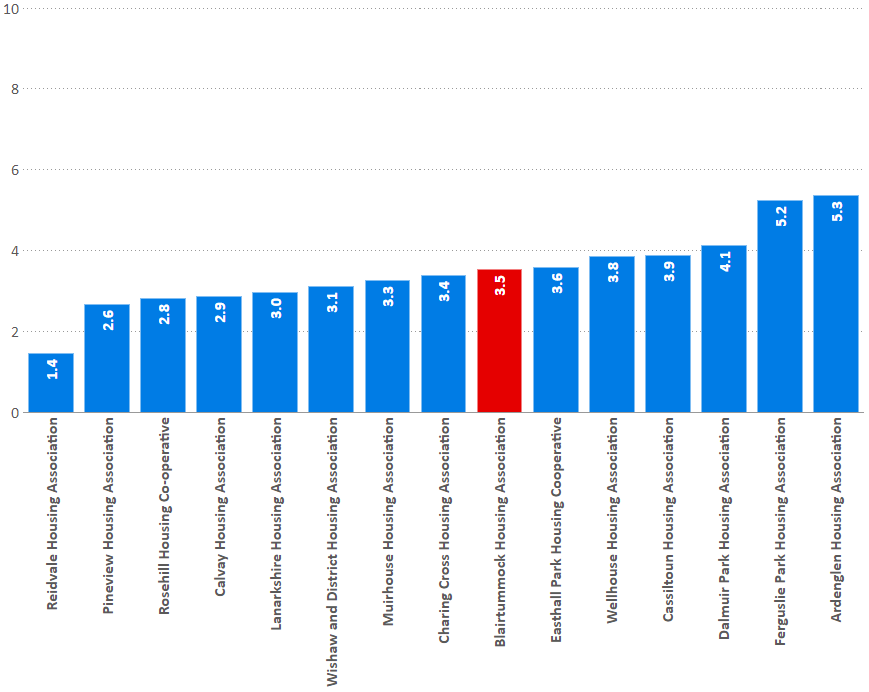 10
8
6
4
2
0
1.4
2.6
2.8
2.9
3.0
3.1
3.3
3.4
3.5
3.6
3.8
3.9
4.1
5.2
5.3
Reidvale Housing Association
Pineview Housing Association
Rosehill Housing Co-operative
Calvay Housing Association
Lanarkshire Housing Association
Wishaw and District Housing Association
Muirhouse Housing Association
Charing Cross Housing Association
Blairtummock Housing Association
Easthall Park Housing Cooperative
Wellhouse Housing Association
Cassiltoun Housing Association
Dalmuir Park Housing Association
Ferguslie Park Housing Association
Ardenglen Housing Association